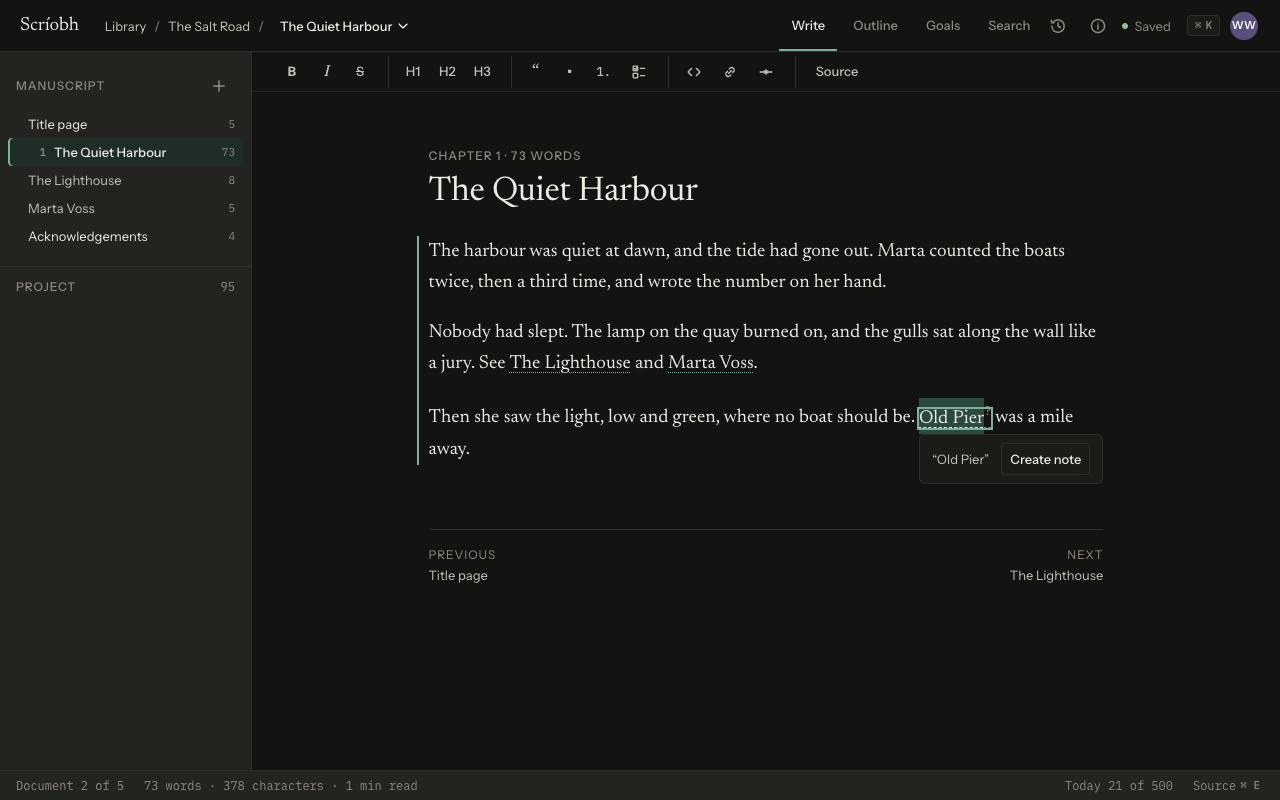 Scríobh Library / The Salt Road / The Quiet Harbour Write Outline Goals Search Saved ⌘ K WW
B I S H1 H2 H3 “ 1. Source
MANUSCRIPT
Title page 5
1 The Quiet Harbour 73
The Lighthouse 8
Marta Voss 5
Acknowledgements 4
PROJECT 95
CHAPTER 1 · 73 WORDS
The Quiet Harbour
The harbour was quiet at dawn, and the tide had gone out. Marta counted the boats
twice, then a third time, and wrote the number on her hand.
Nobody had slept. The lamp on the quay burned on, and the gulls sat along the wall like
a jury. See The Lighthouse and Marta Voss.
Then she saw the light, low and green, where no boat should be. Old Pier was a mile
away.
“Old Pier” Create note
PREVIOUS NEXT
Title page The Lighthouse
Document 2 of 5 73 words · 378 characters · 1 min read Today 21 of 500 Source ⌘ E